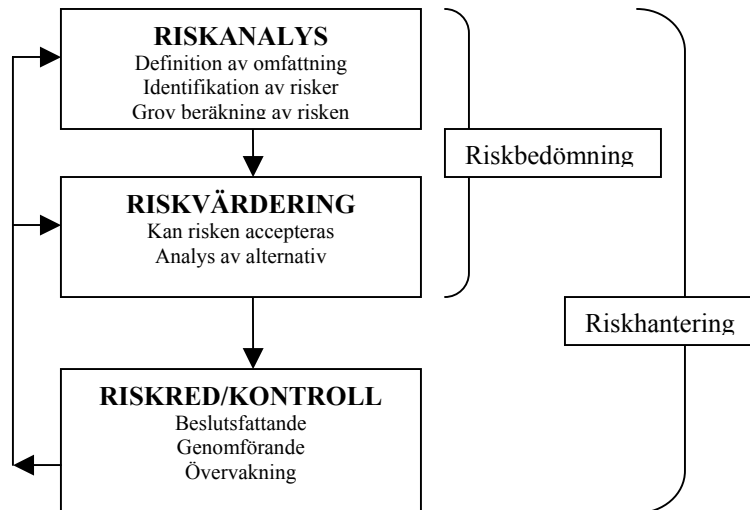 RISKANALYS
Definition av omfattning
Identifikation av risker
Grov beräkning av risken
Riskbedömning
RISKVÄRDERING
Kan risken accepteras
Analys av alternativ
Riskhantering
RISKRED/KONTROLL
Beslutsfattande
Genomförande
Övervakning